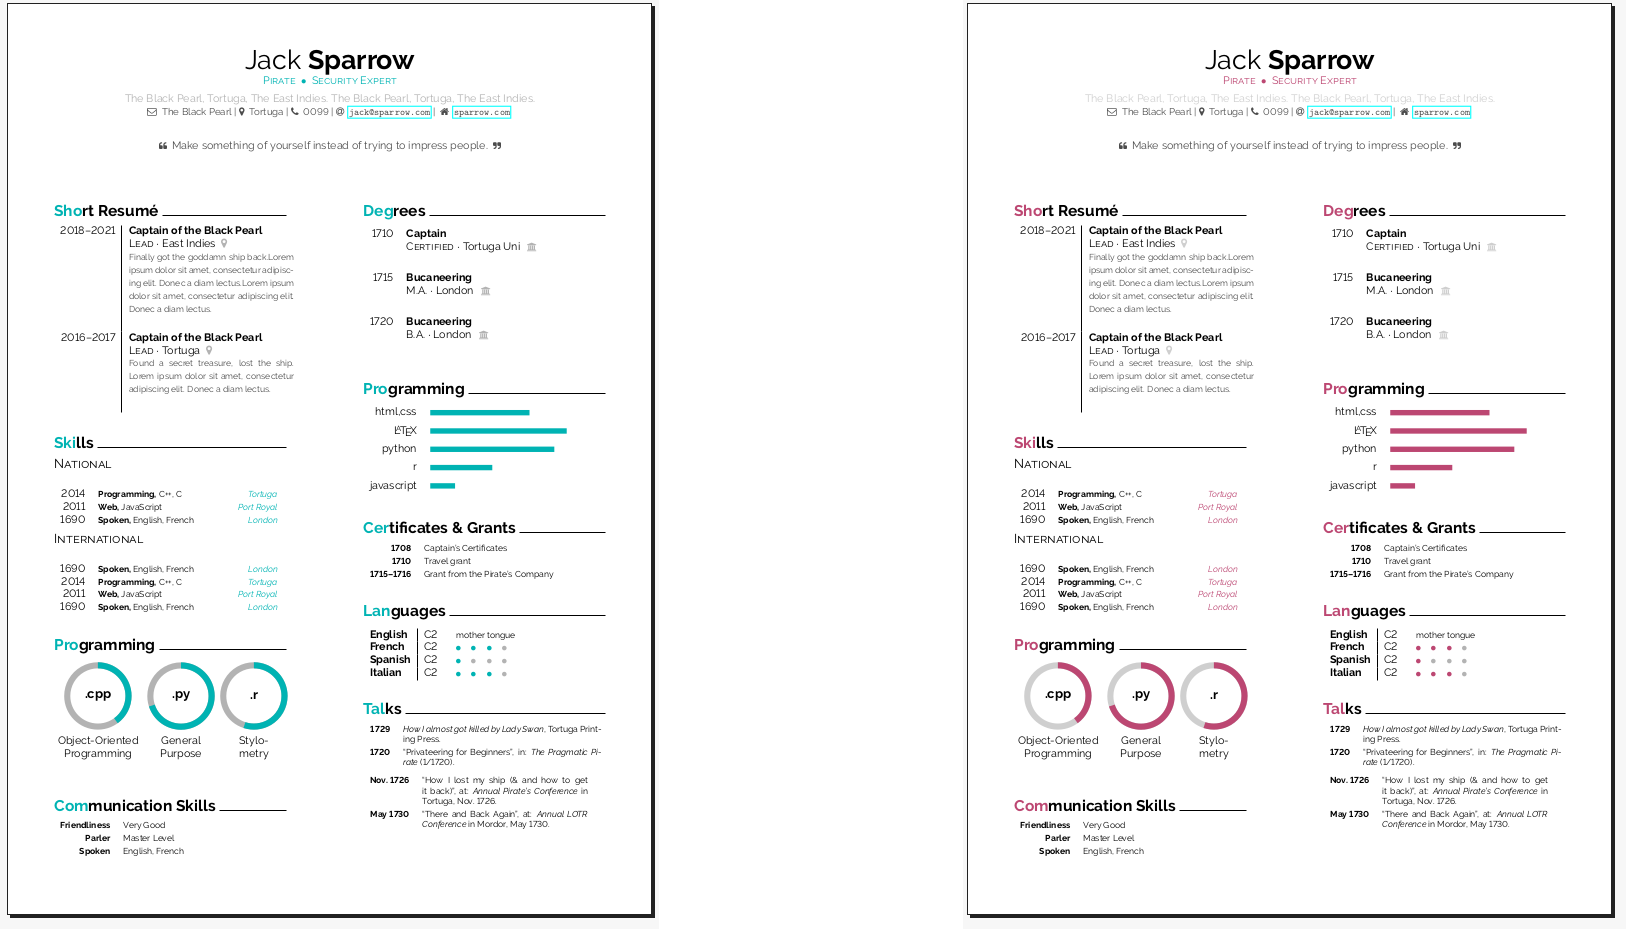 Jack Sparrow
Pirate • Security Expert
The Black Pearl, Tortuga, The East Indies. The Black Pearl, Tortuga, The East Indies.
The Black Pearl | Tortuga | 0099 | @ jack@sparrow.com | sparrow.com
“ Make something of yourself instead of trying to impress people. ”
Short Resumé
2018–2021 Captain of the Black Pearl
Lead · East Indies
Finally got the goddamn ship back.Lorem
ipsum dolor sit amet, consectetur adipisc-
ing elit. Donec a diam lectus.Lorem ipsum
dolor sit amet, consectetur adipiscing elit.
Donec a diam lectus.
2016–2017 Captain of the Black Pearl
Lead · Tortuga
Found a secret treasure, lost the ship.
Lorem ipsum dolor sit amet, consectetur
adipiscing elit. Donec a diam lectus.
Skills
National
2014 Programming, C++, C Tortuga
2011 Web, JavaScript Port Royal
1690 Spoken, English, French London
International
1690 Spoken, English, French London
2014 Programming, C++, C Tortuga
2011 Web, JavaScript Port Royal
1690 Spoken, English, French London
Programming
.cpp .py .r
Object-Oriented General Stylo-
Programming Purpose metry
Communication Skills
Friendliness Very Good
Parler Master Level
Spoken English, French
Degrees
1710 Captain
Certified · Tortuga Uni
1715 Bucaneering
M.A. · London
1720 Bucaneering
B.A. · London
Programming
html,css
LATEX
python
r
javascript
Certificates & Grants
1708 Captain's Certificates
1710 Travel grant
1715–1716 Grant from the Pirate's Company
Languages
English C2 mother tongue
French C2
Spanish C2
Italian C2
Talks
1729 How I almost got killed by Lady Swan, Tortuga Print-
ing Press.
1720 “Privateering for Beginners”, in: The Pragmatic Pi-
rate (1/1720).
Nov. 1726 “How I lost my ship (& and how to get
it back)”, at: Annual Pirate's Conference in
Tortuga, Nov. 1726.
May 1730 “There and Back Again”, at: Annual LOTR
Conference in Mordor, May 1730.
Jack Sparrow
Pirate • Security Expert
The Black Pearl, Tortuga, The East Indies. The Black Pearl, Tortuga, The East Indies.
The Black Pearl | Tortuga | 0099 | @ jack@sparrow.com | sparrow.com
“ Make something of yourself instead of trying to impress people. ”
Short Resumé
2018–2021 Captain of the Black Pearl
Lead · East Indies
Finally got the goddamn ship back.Lorem
ipsum dolor sit amet, consectetur adipisc-
ing elit. Donec a diam lectus.Lorem ipsum
dolor sit amet, consectetur adipiscing elit.
Donec a diam lectus.
2016–2017 Captain of the Black Pearl
Lead · Tortuga
Found a secret treasure, lost the ship.
Lorem ipsum dolor sit amet, consectetur
adipiscing elit. Donec a diam lectus.
Skills
National
2014 Programming, C++, C Tortuga
2011 Web, JavaScript Port Royal
1690 Spoken, English, French London
International
1690 Spoken, English, French London
2014 Programming, C++, C Tortuga
2011 Web, JavaScript Port Royal
1690 Spoken, English, French London
Programming
.cpp .py .r
Object-Oriented General Stylo-
Programming Purpose metry
Communication Skills
Friendliness Very Good
Parler Master Level
Spoken English, French
Degrees
1710 Captain
Certified · Tortuga Uni
1715 Bucaneering
M.A. · London
1720 Bucaneering
B.A. · London
Programming
html,css
LATEX
python
r
javascript
Certificates & Grants
1708 Captain's Certificates
1710 Travel grant
1715–1716 Grant from the Pirate's Company
Languages
English C2 mother tongue
French C2
Spanish C2
Italian C2
Talks
1729 How I almost got killed by Lady Swan, Tortuga Print-
ing Press.
1720 “Privateering for Beginners”, in: The Pragmatic Pi-
rate (1/1720).
Nov. 1726 “How I lost my ship (& and how to get
it back)”, at: Annual Pirate's Conference in
Tortuga, Nov. 1726.
May 1730 “There and Back Again”, at: Annual LOTR
Conference in Mordor, May 1730.